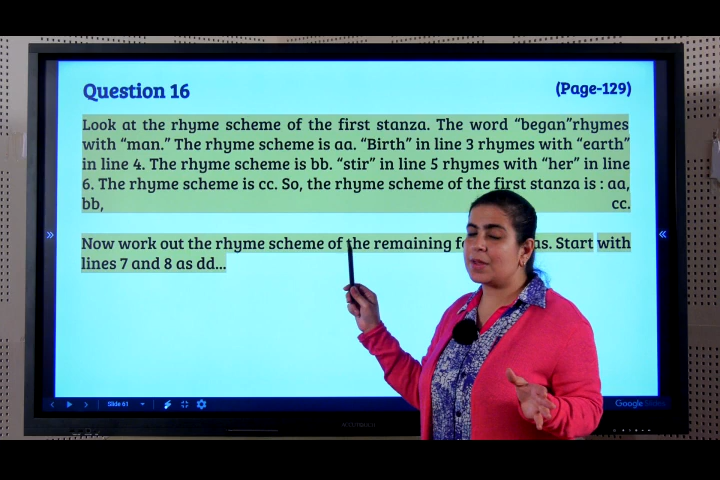 Question 16
(Page-129)
Look at the rhyme scheme of the first stanza. The word "began"rhymes
with "man." The rhyme scheme is aa. "Birth" in line 3 rhymes with "earth"
in line 4. The rhyme scheme is bb. "stir" in line 5 rhymes with "her" in line
6. The rhyme scheme is cc. So, the rhyme scheme of the first stanza is : aa,
bb, cc.
Now work out the rhyme scheme of the remaining as. Start with
lines 7 and 8 as dd...
Slide 61
Google